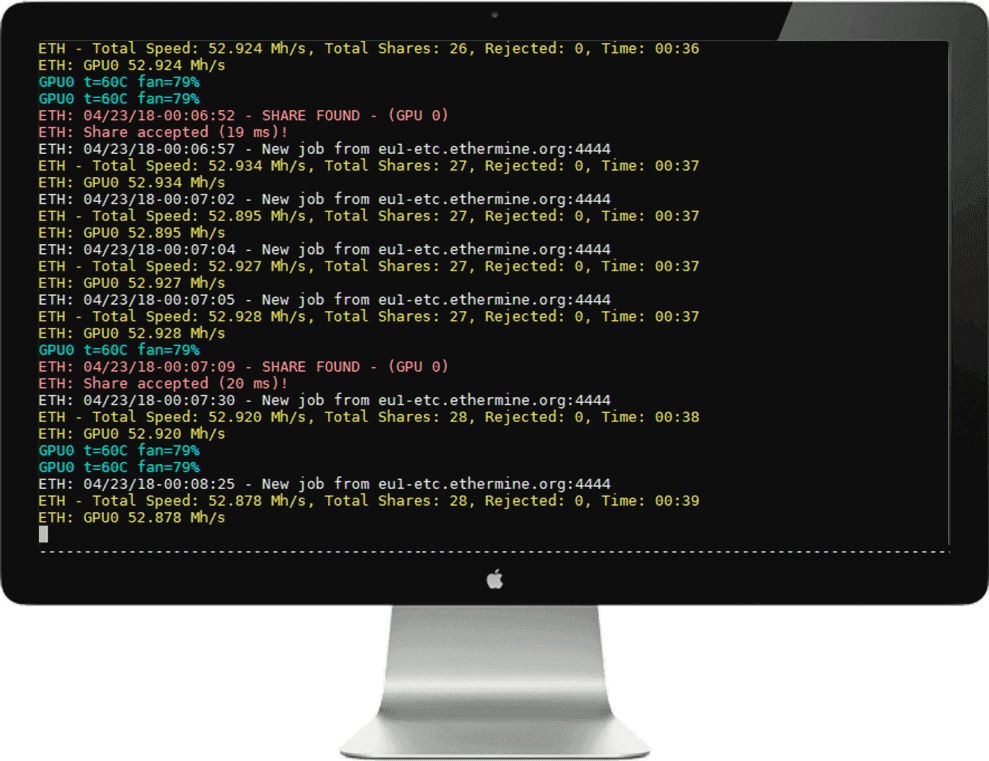 ETH - Total Speed: 52.924 Mh/s, Total Shares: 26, Rejected: 0, Time: 00:36
ETH: GPU0 52.924 Mh/s
GPU0 t=60C fan=79%
GPU0 t=60C fan=79%
ETH: 04/23/18-00:06:52 - SHARE FOUND - (GPU 0)
ETH: Share accepted (19 ms)!
ETH: 04/23/18-00:06:57 - New job from eu1-etc.ethermine.org:4444
ETH - Total Speed: 52.934 Mh/s, Total Shares: 27, Rejected: 0, Time: 00:37
ETH: GPU0 52.934 Mh/s
ETH: 04/23/18-00:07:02 - New job from eu1-etc.ethermine.org:4444
ETH - Total Speed: 52.895 Mh/s, Total Shares: 27, Rejected: 0, Time: 00:37
ETH: GPU0 52.895 Mh/s
ETH: 04/23/18-00:07:04 - New job from eu1-etc.ethermine.org:4444
ETH - Total Speed: 52.927 Mh/s, Total Shares: 27, Rejected: 0, Time: 00:37
ETH: GPU0 52.927 Mh/s
ETH: 04/23/18-00:07:05 - New job from eu1-etc.ethermine.org:4444
ETH - Total Speed: 52.928 Mh/s, Total Shares: 27, Rejected: 0, Time: 00:37
ETH: GPU0 52.928 Mh/s
GPU0 t=60C fan=79%
ETH: 04/23/18-00:07:09 - SHARE FOUND - (GPU 0)
ETH: Share accepted (20 ms)!
ETH: 04/23/18-00:07:30 - New job from eu1-etc.ethermine.org:4444
ETH - Total Speed: 52.920 Mh/s, Total Shares: 28, Rejected: 0, Time: 00:38
ETH: GPU0 52.920 Mh/s
GPU0 t=60C fan=79%
GPU0 t=60C fan=79%
ETH: 04/23/18-00:08:25 - New job from eu1-etc.ethermine.org:4444
ETH - Total Speed: 52.878 Mh/s, Total Shares: 28, Rejected: 0, Time: 00:39
ETH: GPU0 52.878 Mh/s